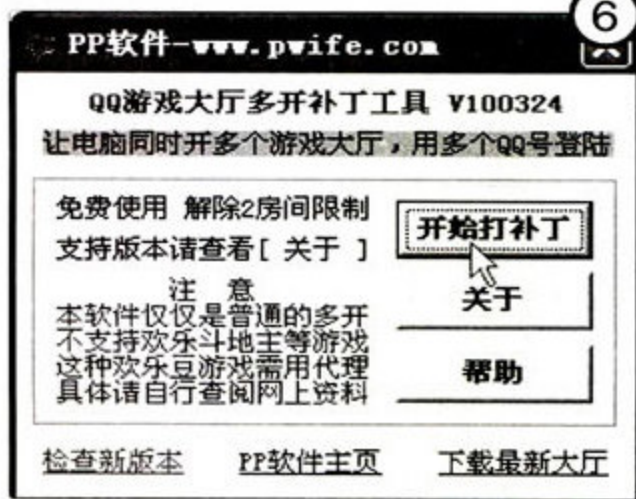 ⑥
PP软件-www.pwife.com
QQ游戏大厅多开补丁工具 V100324
让电脑同时开多个游戏大厅，用多个QQ号登陆
免费使用 解除2房间限制
支持版本请查看[ 关于 ]
注 意
本软件仅仅是普通的多开
不支持欢乐斗地主等游戏
这种欢乐豆游戏需用代理
具体请自行查阅网上资料
开始打补丁
关于
帮助
检查新版本 PP软件主页 下载最新大厅